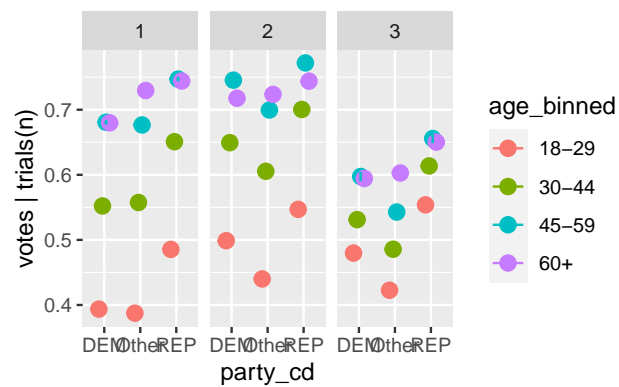 1 2 3
0.7
0.6
0.5
0.4
votes | trials(n)
DEM Other REP DEM Other REP DEM Other REP
party_cd
age_binned
18−29
30−44
45−59
60+